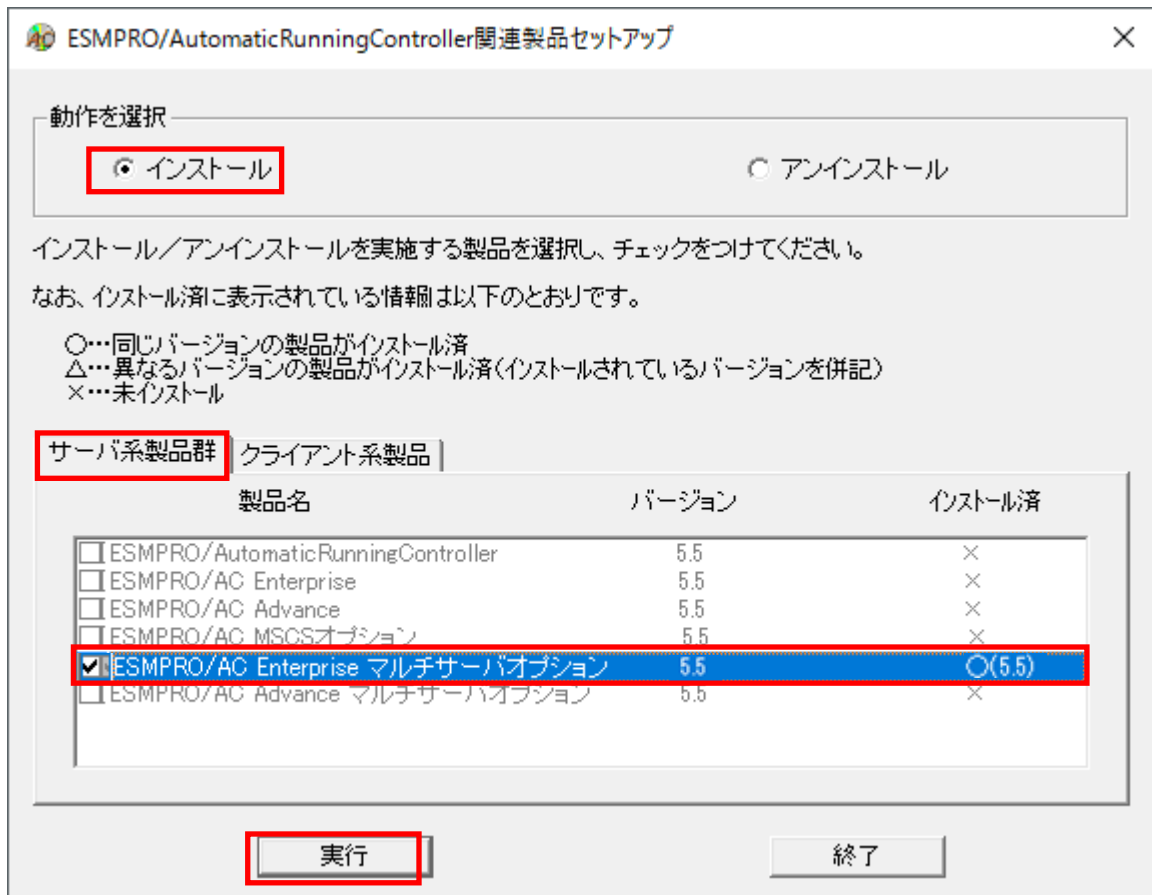 ESMPRO/AutomaticRunningController関連製品セットアップ
動作を選択
インストール アンインストール
インストール／アンインストールを実施する製品を選択し、チェックをつけてください。
なお、インストール済に表示されている情報は以下のとおりです。
○…同じバージョンの製品がインストール済
△…異なるバージョンの製品がインストール済(インストールされているバージョンを併記)
×…未インストール
サーバ系製品群 クライアント系製品
製品名 バージョン インストール済
ESMPRO/AutomaticRunningController 5.5 ×
ESMPRO/AC Enterprise 5.5 ×
ESMPRO/AC Advance 5.5 ×
ESMPRO/AC MSCSオプション 5.5 ×
ESMPRO/AC Enterprise マルチサーバオプション 5.5 ○(5.5)
ESMPRO/AC Advance マルチサーバオプション 5.5 ×
実行 終了